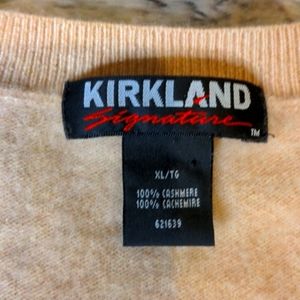 KIRKLAND
Signature
™
XL/TG
100% CASHMERE
100% CACHEMIRE
621639